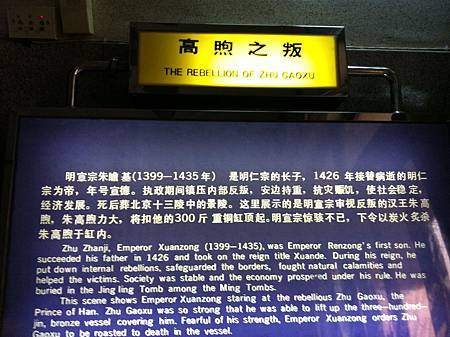 高煦之叛
THE REBELLION OF ZHU GAOXU
明宣宗朱瞻基(1399—1435年) 是明仁宗的长子，1426年接替病逝的明仁
宗为帝，年号宣德。执政期间镇压内部反叛，安边持重，抗灾赈饥，使社会稳定，
经济发展。死后葬北京十三陵中的景陵。这里展示的是明宣宗审视反叛的汉王朱高
煦，朱高煦力大，将扣他的300斤重铜缸顶起。明宣宗惊骇不已，下令以炭火炙杀
朱高煦于缸内。
Zhu Zhanji, Emperor Xuanzong (1399—1435), was Emperor Renzong's first son. He
succeeded his father in 1426 and took on the reign title Xuande. During his reign, he
put down internal rebellions, safeguarded the borders, fought natural calamities and
helped the victims. Society was stable and the economy prospered under his rule. He was
buried in the Jing ling Tomb among the Ming Tombs.
This scene shows Emperor Xuanzong staring at the rebellious Zhu Gaoxu, the
Prince of Han. Zhu Gaoxu was so strong that he was able to lift up the three—hundred—
jin, bronze vessel covering him. Fearful of his strength, Emperor Xuanzong orders Zhu
Gaoxu to be roasted to death in the vessel.